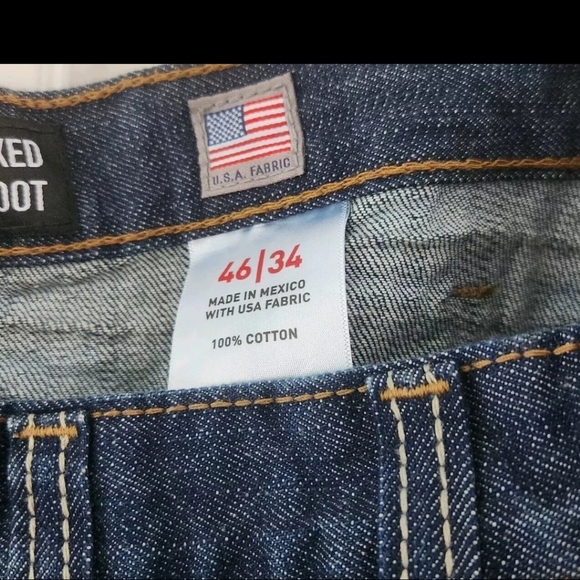 KED
OOT
U.S.A. FABRIC
46|34
MADE IN MEXICO
WITH USA FABRIC
100% COTTON